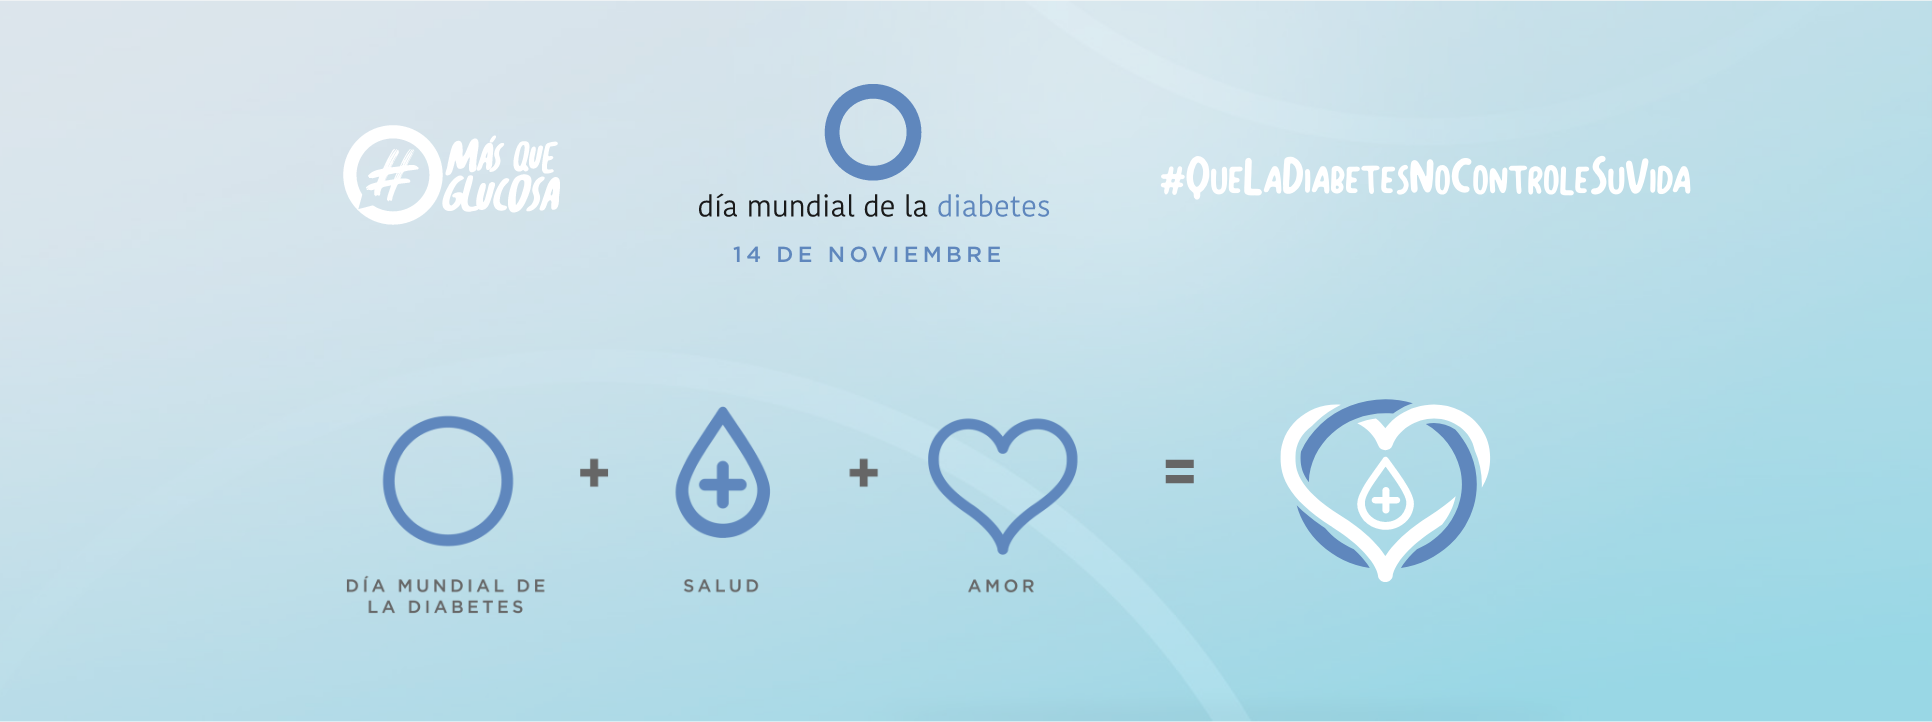 #
MÁS QUE
GLUCOSA
día mundial de la diabetes
14 DE NOVIEMBRE
#QUELADIABETESNOCONTROLESUVIDA
+
+
=
DÍA MUNDIAL DE
LA DIABETES
SALUD
AMOR